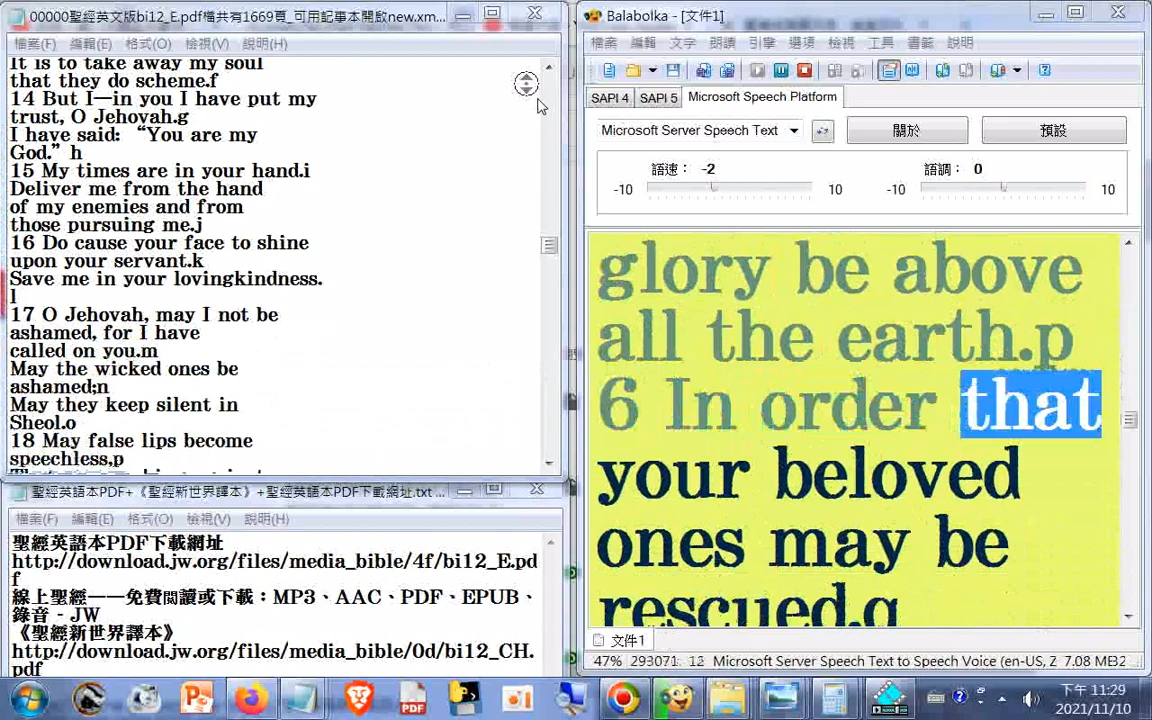 00000聖經英文版bi12_E.pdf檔共有1669頁_可用記事本開啟new.xm...
檔案(F) 編輯(E) 格式(O) 檢視(V) 說明(H)
It is to take away my soul
that they do scheme.f
14 But I—in you I have put my
trust, O Jehovah.g
I have said: “You are my
God.” h
15 My times are in your hand.i
Deliver me from the hand
of my enemies and from
those pursuing me.j
16 Do cause your face to shine
upon your servant.k
Save me in your lovingkindness.
l
17 O Jehovah, may I not be
ashamed, for I have
called on you.m
May the wicked ones be
ashamed;n
May they keep silent in
Sheol.o
18 May false lips become
speechless,p
聖經英語本PDF+《聖經新世界譯本》+聖經英語本PDF下載網址.txt ...
檔案(F) 編輯(E) 格式(O) 檢視(V) 說明(H)
聖經英語本PDF下載網址
http://download.jw.org/files/media_bible/4f/bi12_E.pd
f
線上聖經——免費閱讀或下載：MP3、AAC、PDF、EPUB、
錄音 - JW
《聖經新世界譯本》
http://download.jw.org/files/media_bible/0d/bi12_CH.
pdf
Balabolka - [文件1]
檔案 編輯 文字 朗讀 引擎 選項 檢視 工具 書籤 說明
SAPI 4 SAPI 5 Microsoft Speech Platform
Microsoft Server Speech Text 關於 預設
語速： -2 語調： 0
-10 10 -10 10
glory be above
all the earth.p
6 In order that
your beloved
ones may be
rescued.q
文件1
47% 293071: 12 Microsoft Server Speech Text to Speech Voice (en-US, Z 7.08 MB2
PDF
下午 11:29
2021/11/10